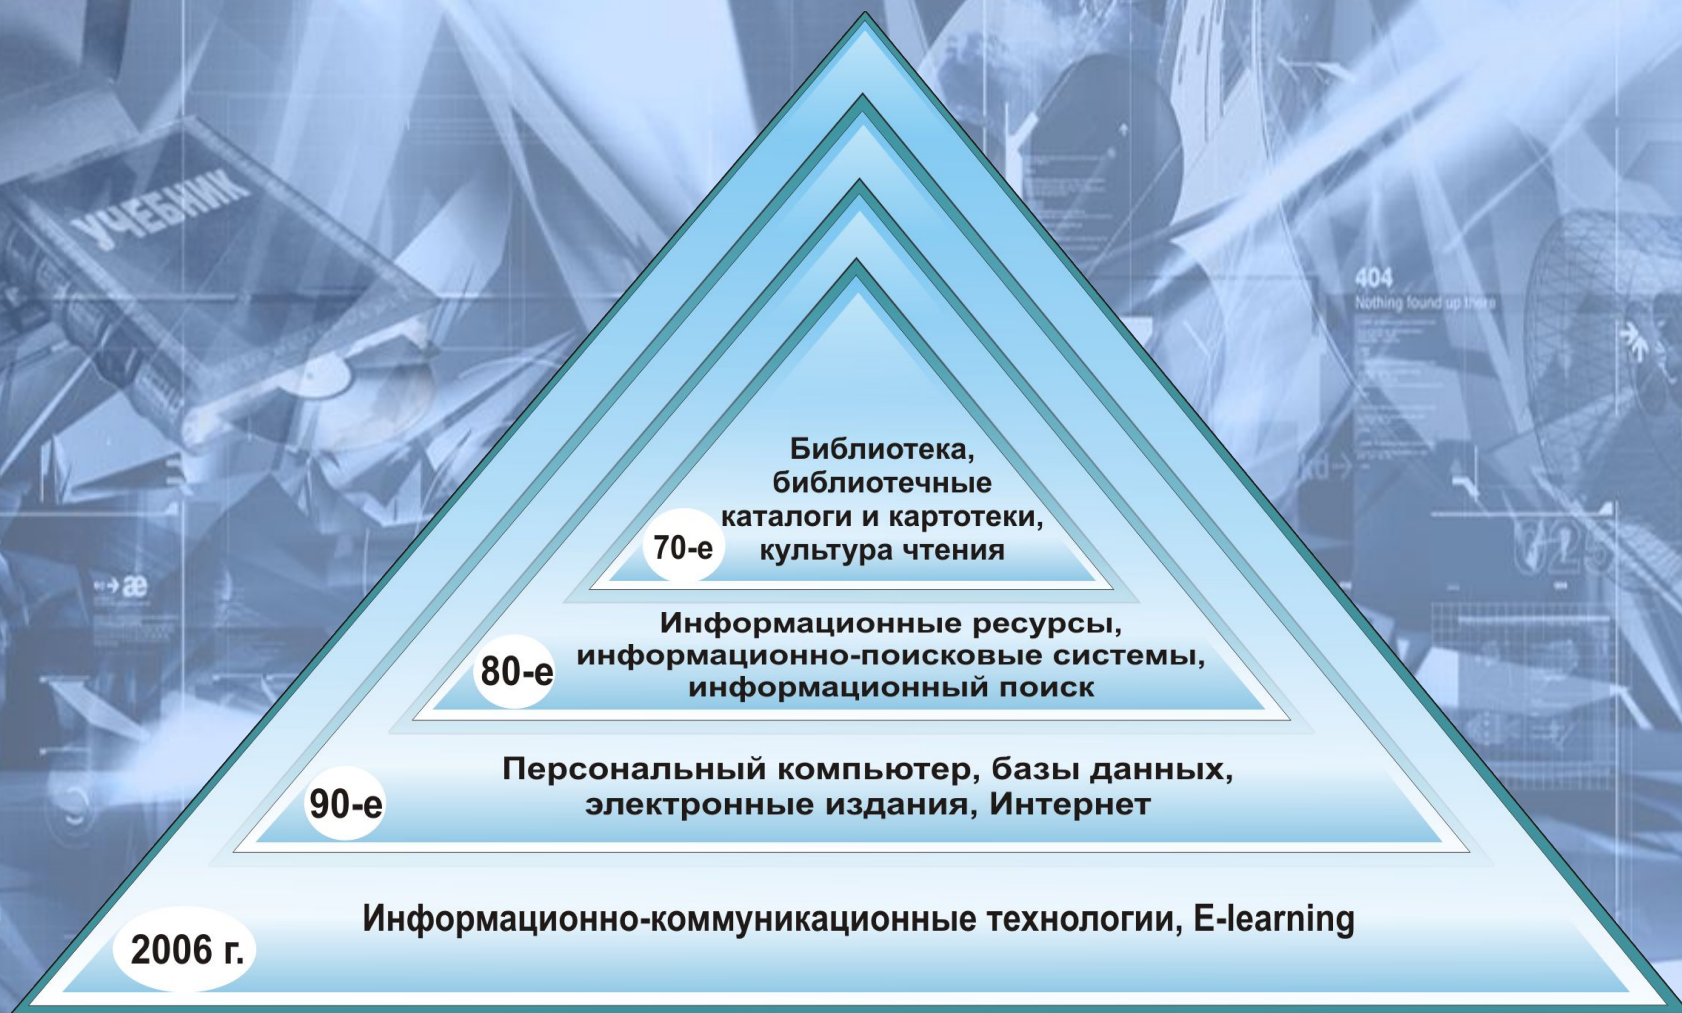 УЧЕБНИК
404
Nothing found up there
æ
Библиотека,
библиотечные
каталоги и картотеки,
70-е
культура чтения
Информационные ресурсы,
80-е
информационно-поисковые системы,
информационный поиск
Персональный компьютер, базы данных,
90-е
электронные издания, Интернет
Информационно-коммуникационные технологии, E-learning
2006 г.